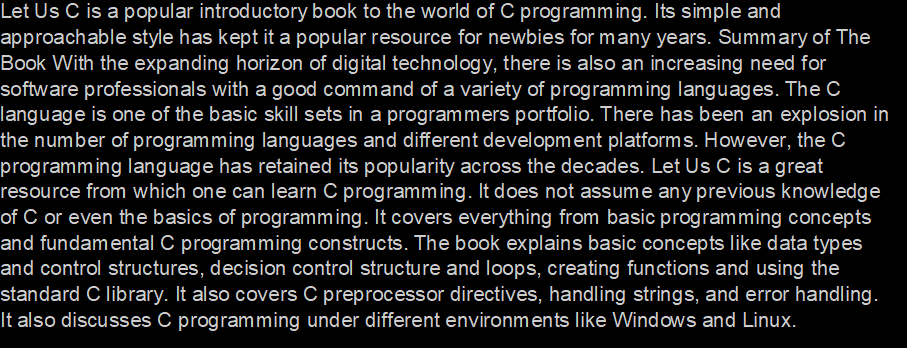 Let Us C is a popular introductory book to the world of C programming. Its simple and
approachable style has kept it a popular resource for newbies for many years. Summary of The
Book With the expanding horizon of digital technology, there is also an increasing need for
software professionals with a good command of a variety of programming languages. The C
language is one of the basic skill sets in a programmers portfolio. There has been an explosion in
the number of programming languages and different development platforms. However, the C
programming language has retained its popularity across the decades. Let Us C is a great
resource from which one can learn C programming. It does not assume any previous knowledge
of C or even the basics of programming. It covers everything from basic programming concepts
and fundamental C programming constructs. The book explains basic concepts like data types
and control structures, decision control structure and loops, creating functions and using the
standard C library. It also covers C preprocessor directives, handling strings, and error handling.
It also discusses C programming under different environments like Windows and Linux.